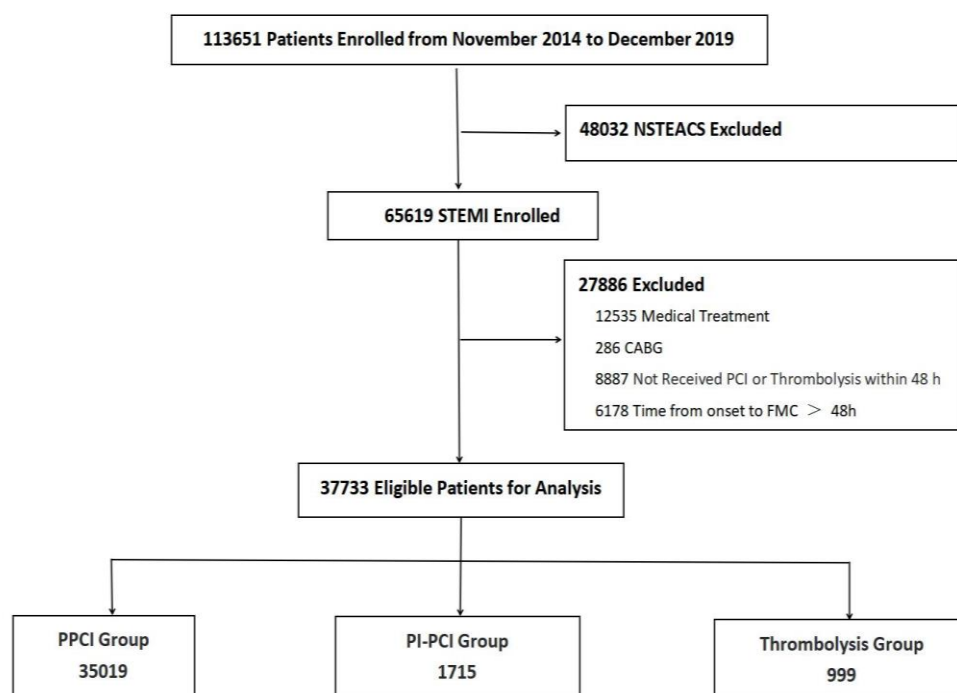 113651 Patients Enrolled from November 2014 to December 2019
48032 NSTEACS Excluded
65619 STEMI Enrolled
27886 Excluded
12535 Medical Treatment
286 CABG
8887 Not Received PCI or Thrombolysis within 48 h
6178 Time from onset to FMC > 48h
37733 Eligible Patients for Analysis
PPCI Group
35019
PI-PCI Group
1715
Thrombolysis Group
999